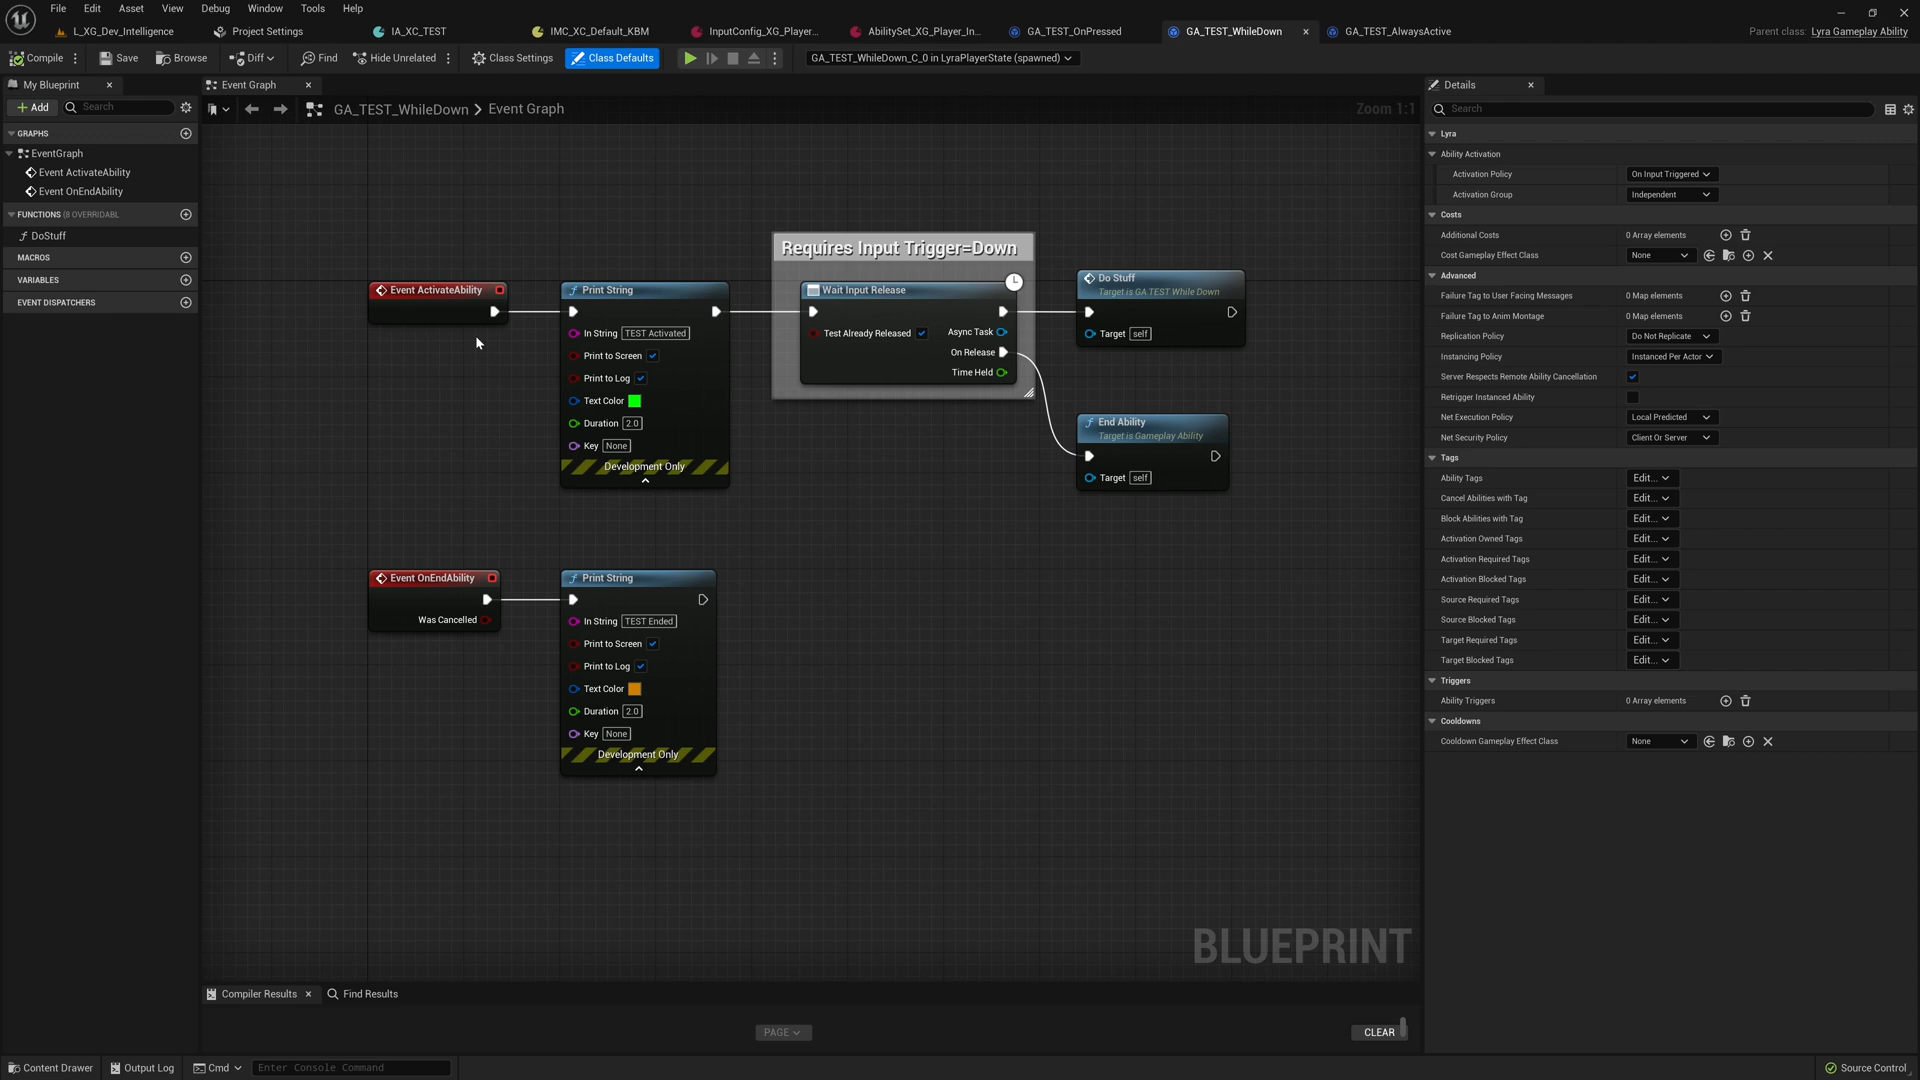 File Edit Asset View Debug Window Tools Help
L_XG_Dev_Intelligence Project Settings IA_XC_TEST IMC_XC_Default_KBM InputConfig_XG_Player... AbilitySet_XG_Player_In... GA_TEST_OnPressed GA_TEST_WhileDown GA_TEST_AlwaysActive Parent class: Lyra Gameplay Ability
Compile Save Browse Diff Find Hide Unrelated Class Settings Class Defaults GA_TEST_WhileDown_C_0 in LyraPlayerState (spawned)
My Blueprint
Add Search
GRAPHS
EventGraph
Event ActivateAbility
Event OnEndAbility
FUNCTIONS (8 OVERRIDABL
DoStuff
MACROS
VARIABLES
EVENT DISPATCHERS
Event Graph
GA_TEST_WhileDown > Event Graph
Zoom 1:1
Event ActivateAbility
Print String
In String TEST Activated
Print to Screen
Print to Log
Text Color
Duration 2.0
Key None
Development Only
Requires Input Trigger=Down
Wait Input Release
Test Already Released
Async Task
On Release
Time Held
Do Stuff
Target is GA TEST While Down
Target self
End Ability
Target is Gameplay Ability
Target self
Event OnEndAbility
Was Cancelled
Print String
In String TEST Ended
Print to Screen
Print to Log
Text Color
Duration 2.0
Key None
Development Only
BLUEPRINT
Compiler Results Find Results
PAGE
CLEAR
Details
Search
Lyra
Ability Activation
Activation Policy On Input Triggered
Activation Group Independent
Costs
Additional Costs 0 Array elements
Cost Gameplay Effect Class None
Advanced
Failure Tag to User Facing Messages 0 Map elements
Failure Tag to Anim Montage 0 Map elements
Replication Policy Do Not Replicate
Instancing Policy Instanced Per Actor
Server Respects Remote Ability Cancellation
Retrigger Instanced Ability
Net Execution Policy Local Predicted
Net Security Policy Client Or Server
Tags
Ability Tags Edit...
Cancel Abilities with Tag Edit...
Block Abilities with Tag Edit...
Activation Owned Tags Edit...
Activation Required Tags Edit...
Activation Blocked Tags Edit...
Source Required Tags Edit...
Source Blocked Tags Edit...
Target Required Tags Edit...
Target Blocked Tags Edit...
Triggers
Ability Triggers 0 Array elements
Cooldowns
Cooldown Gameplay Effect Class None
Content Drawer Output Log Cmd Enter Console Command Source Control